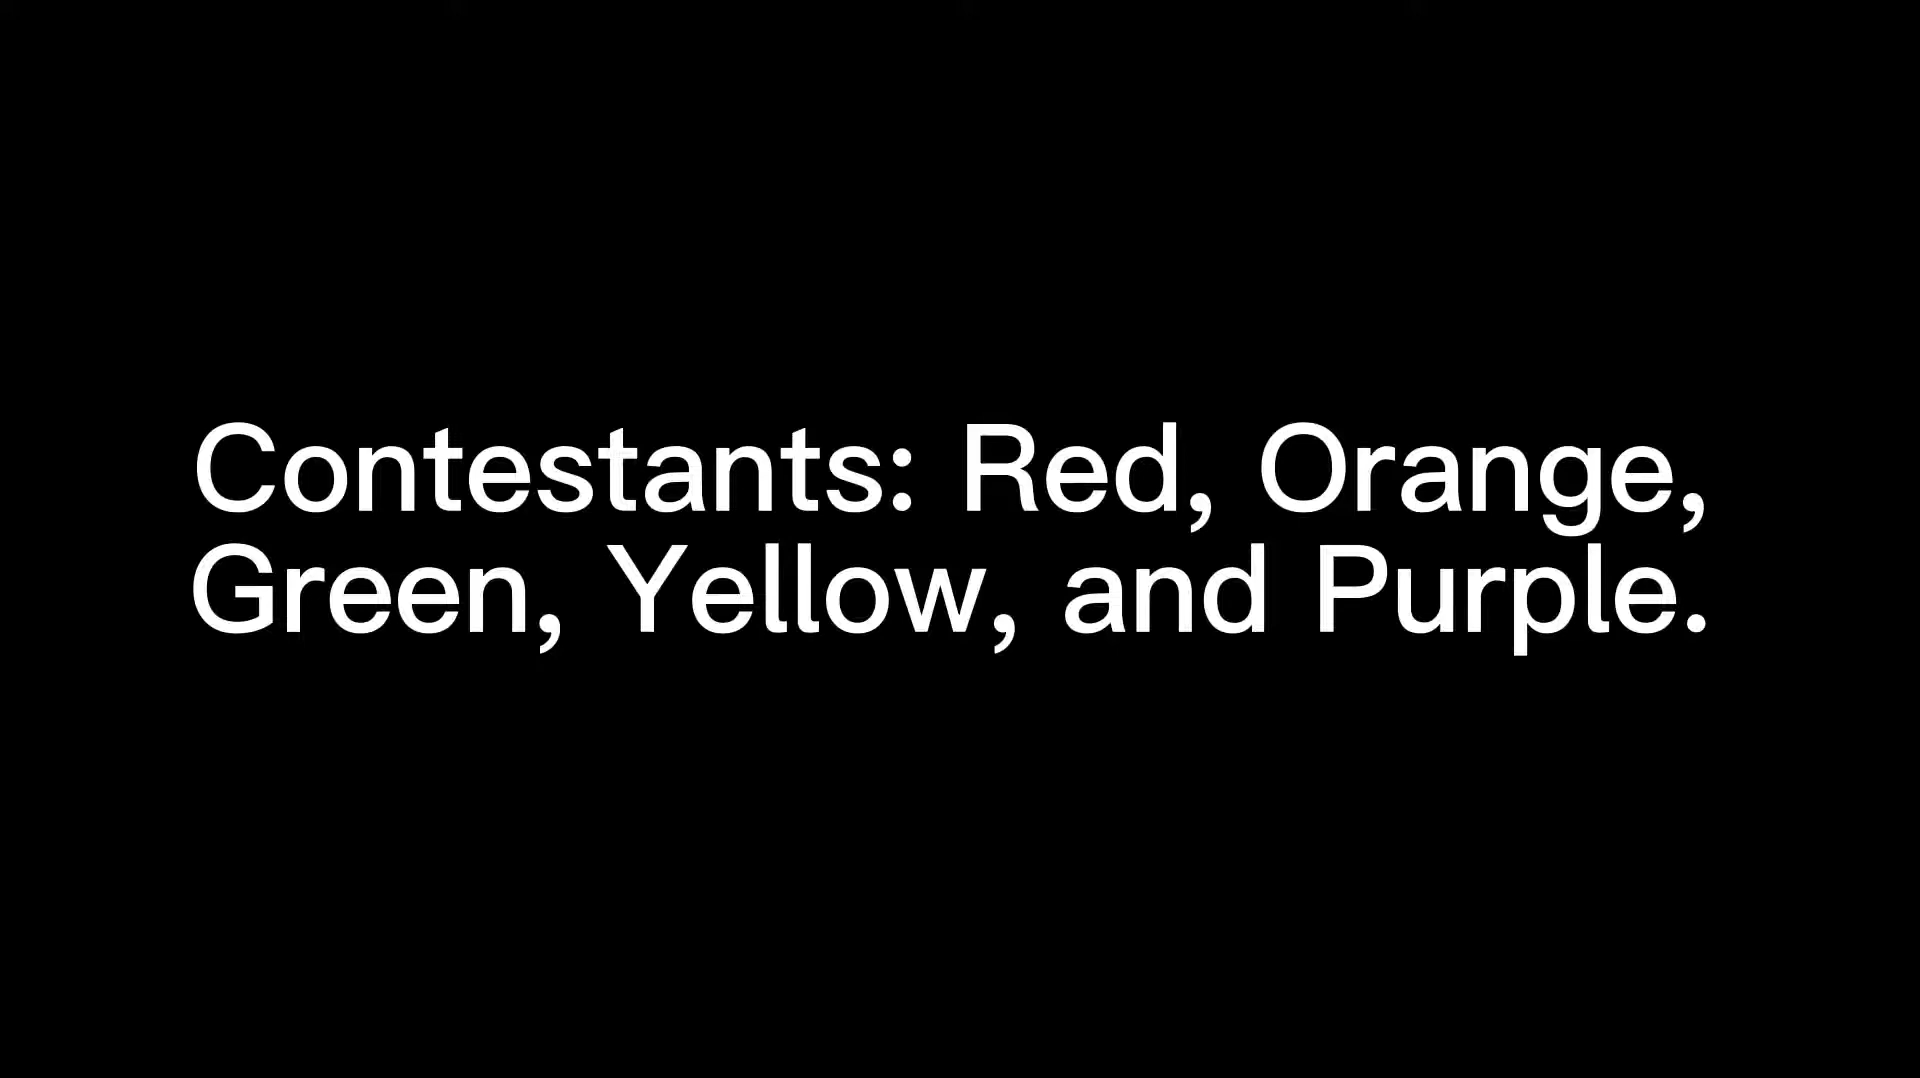 Contestants: Red, Orange,
Green, Yellow, and Purple.